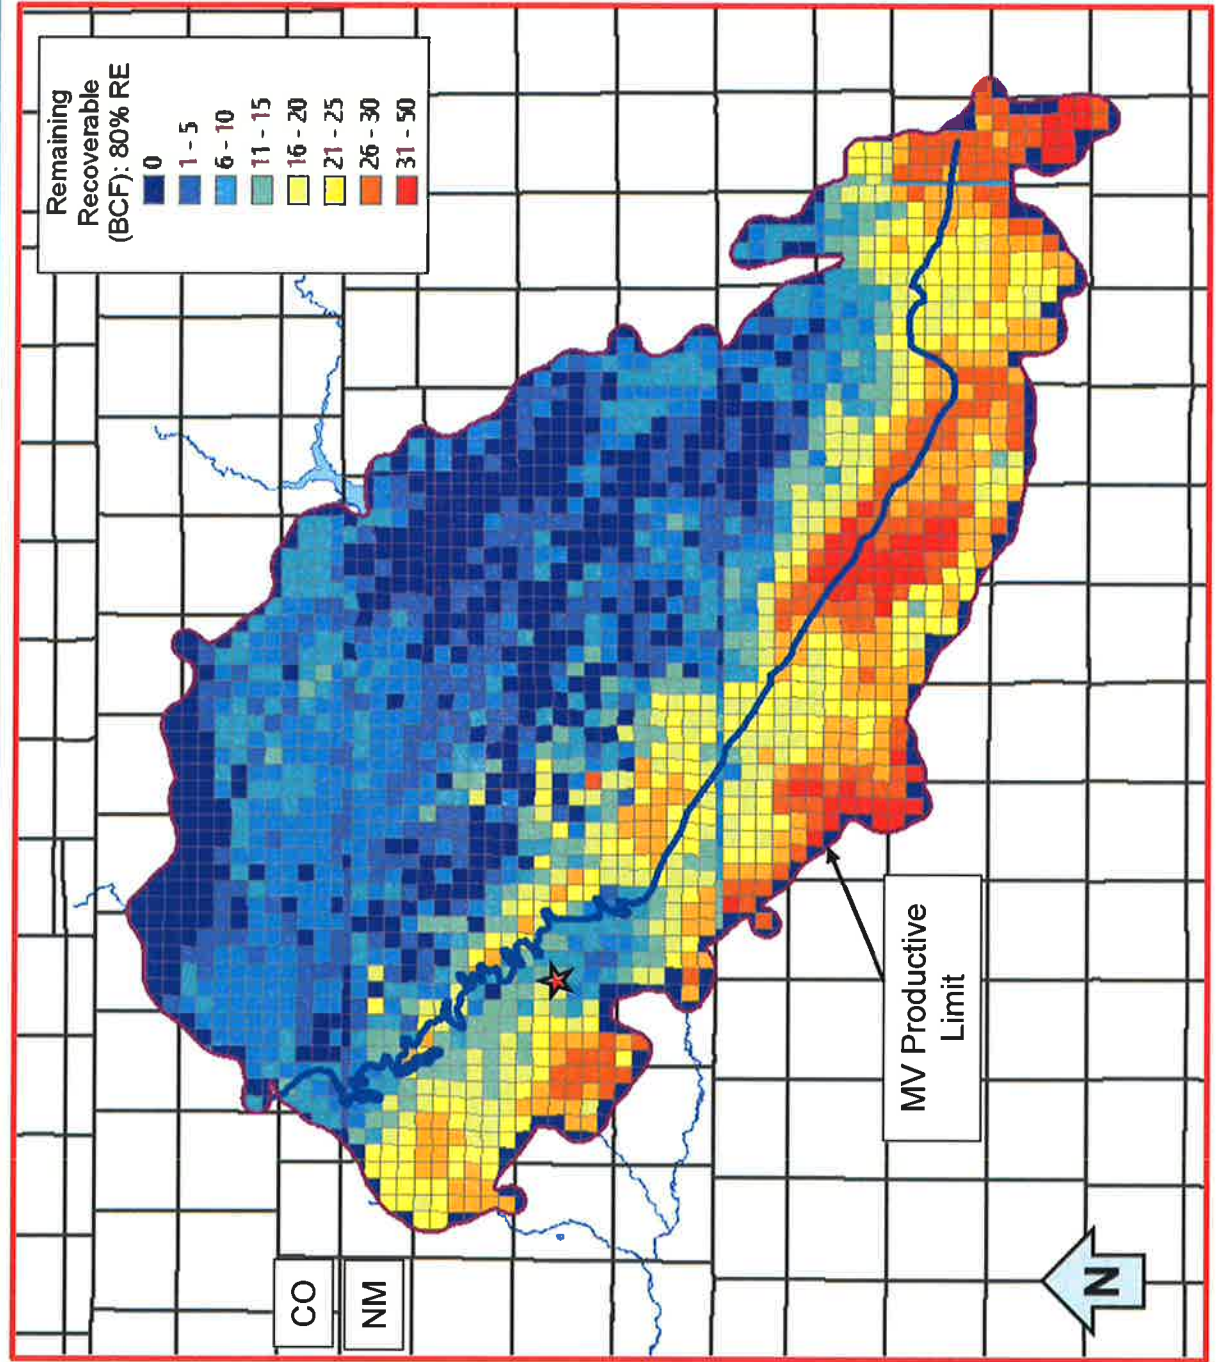 Remaining
Recoverable
(BCF): 80% RE
0
1 - 5
6 - 10
11 - 15
16 - 20
21 - 25
26 - 30
31 - 50
CO
NM
MV Productive
Limit
N